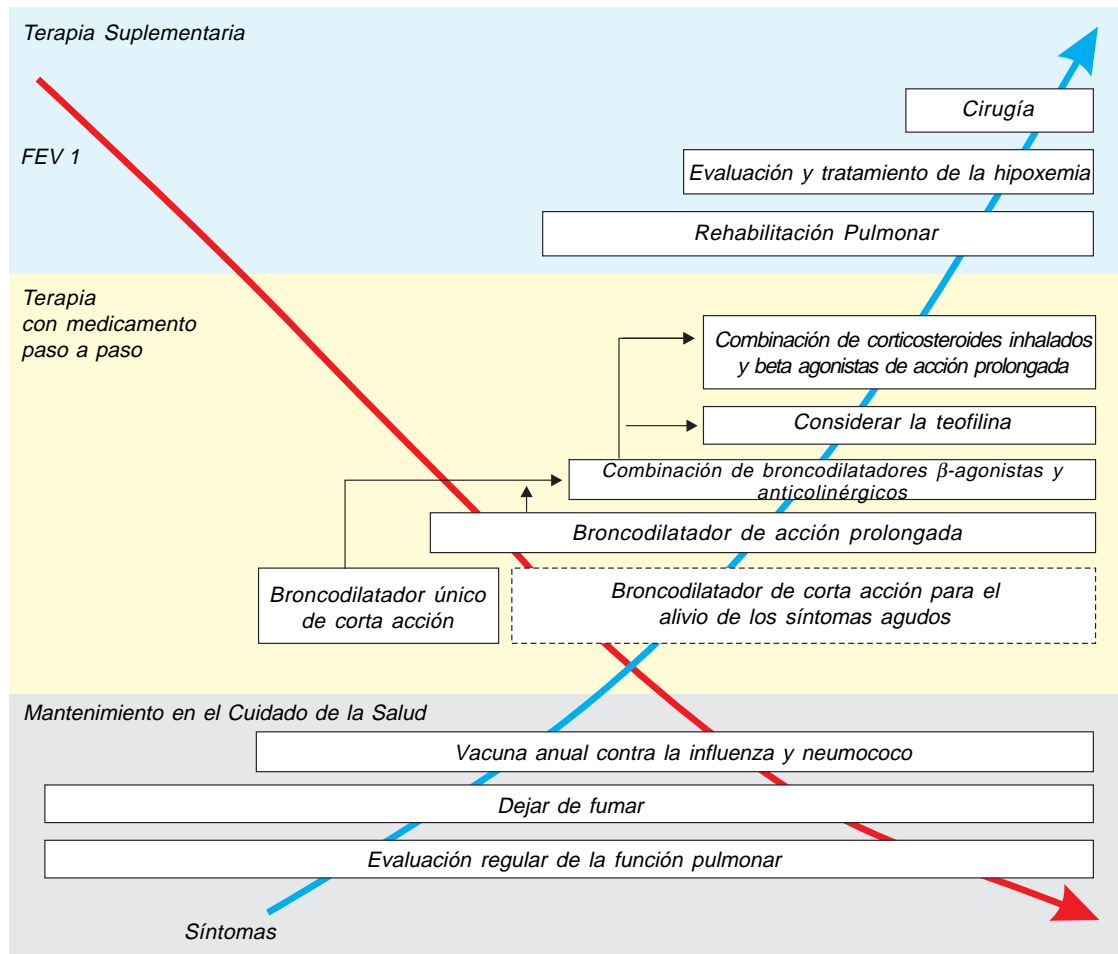 Terapia Suplementaria
Cirugía
FEV 1
Evaluación y tratamiento de la hipoxemia
Rehabilitación Pulmonar
Terapia
con medicamento
paso a paso
Combinación de corticosteroides inhalados
y beta agonistas de acción prolongada
Considerar la teofilina
Combinación de broncodilatadores β-agonistas y
anticolinérgicos
Broncodilatador de acción prolongada
Broncodilatador único
de corta acción
Broncodilatador de corta acción para el
alivio de los síntomas agudos
Mantenimiento en el Cuidado de la Salud
Vacuna anual contra la influenza y neumococo
Dejar de fumar
Evaluación regular de la función pulmonar
Síntomas